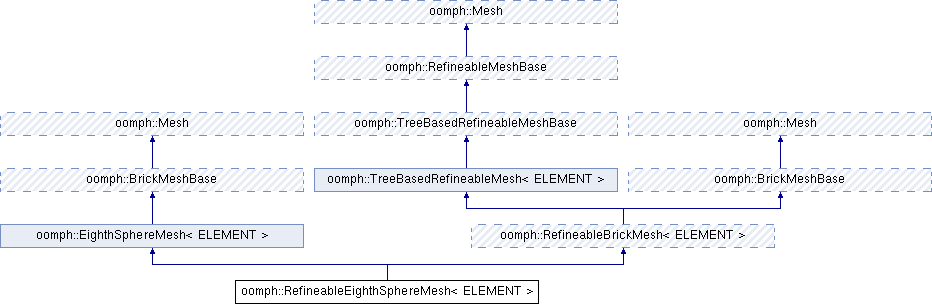 oomph::Mesh
oomph::RefineableMeshBase
oomph::Mesh
oomph::TreeBasedRefineableMeshBase
oomph::Mesh
oomph::BrickMeshBase
oomph::TreeBasedRefineableMesh< ELEMENT >
oomph::BrickMeshBase
oomph::EighthSphereMesh< ELEMENT >
oomph::RefineableBrickMesh< ELEMENT >
oomph::RefineableEighthSphereMesh< ELEMENT >